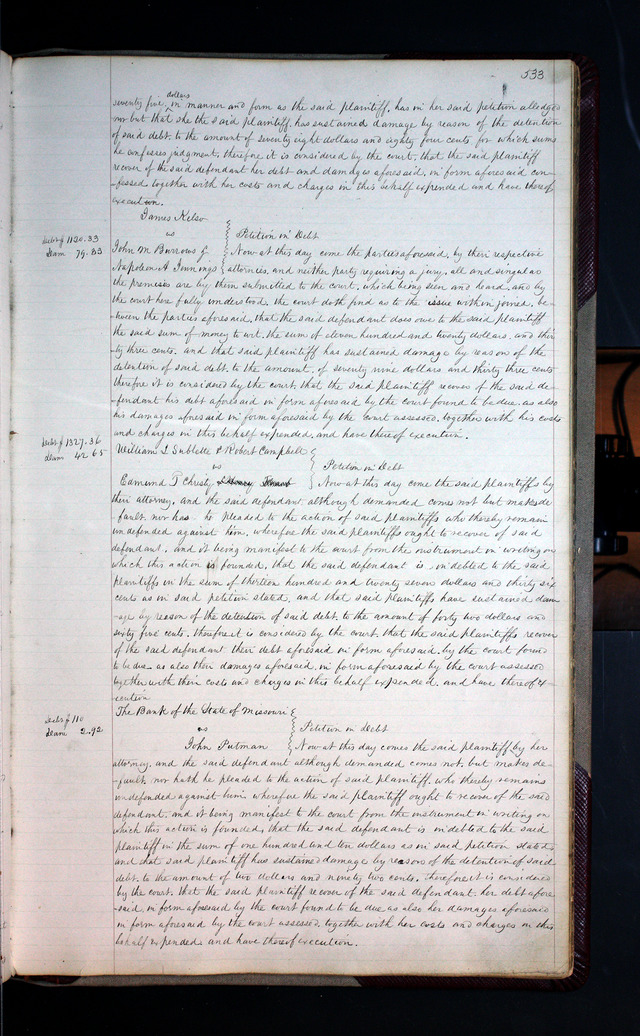 533
seventy five dollars in manner and form as the said plaintiff, has in her said petition alledged
nor but that she the said plaintiff has sustained damage by reason of the detention
of said debt to the amount of seventy eight dollars and eighty four cents, for which sums
he confesses judgment, therefore it is considered by the court, that the said plaintiff
recover of the said defendant her debt and damages aforesaid, in form aforesaid con-
-fessed together with her costs and charges in this behalf expended and have thereof
execution.
James Kelso
vs
Petition in Debt
Debt $ 1120.33
Dam 79.33
John M Burrows &
Napoleon A Jennings
Now at this day come the parties aforesaid, by their respective
attornies, and neither party requiring a jury, all and singular
the premises are by them submitted to the court, which being seen and heard, and by
the court here fully understood, the court doth find as to the issue within joined, be-
-tween the parties aforesaid, that the said defendant does owe to the said plaintiff
the said sum of money to wit, the sum of eleven hundred and twenty dollars, and thir-
-ty three cents, and that said plaintiff has sustained damage by reason of the
detention of said debt, to the amount, of seventy nine dollars and thirty three cents
therefore it is considered by the court, that the said plaintiff recover of the said de-
-fendant his debt aforesaid in form aforesaid by the court found to be due, as also
his damages aforesaid in form aforesaid by the court assessed, together with his costs
and charges in this behalf expended, and have thereof execution.
Debt $ 1327.36
Dam 42 65
William L Sublette & Robert Campbell
vs
Petition in Debt
Edmund T Christy
Now at this day come the said plaintiffs by
their attorney, and the said defendant, although demanded comes not but makes de
-fault, nor has he pleaded to the action of said plaintiffs who thereby remain
undefended against him, wherefore the said plaintiffs ought to recover of said
defendant, and it being manifest to the court from the instrument in writing on
which this action is founded, that the said defendant is indebted to the said
plaintiffs in the sum of thirteen hundred and twenty seven dollars and thirty six
cents as in said petition stated, and that said plaintiffs have sustained dam-
-age by reason of the detention of said debt, to the amount of forty two dollars and
sixty five cents, therefore it is considered by the court, that the said plaintiffs recover
of the said defendant their debt aforesaid in form aforesaid, by the court found
to be due as also their damages aforesaid, in form aforesaid by the court assessed
together with their costs and charges in this behalf expended, and have thereof ex-
-ecution
Debt $ 110
Dam 2.92
The Bank of the State of Missouri
vs
Petition in Debt
John Putman
Now at this day comes the said plaintiff by her
attorney, and the said defendant although demanded comes not, but makes de-
-fault, nor hath he pleaded to the action of said plaintiff, who thereby remains
undefended against him, wherefore the said plaintiff ought to recover of the said
defendant, and it being manifest to the court from the instrument in writing on
which this action is founded, that the said defendant is indebted to the said
plaintiff in the sum of one hundred and ten dollars as in said petition stated
and that said plaintiff has sustained damage by reason of the detention of said
debt, to the amount of two dollars and ninety two cents, Therefore it is considered
by the court, that the said plaintiff recover of the said defendant, her debt afore-
-said, in form aforesaid by the court found to be due, as also her damages aforesaid
in form aforesaid by the court assessed, together with her costs and charges in this
behalf expended and have thereof execution.